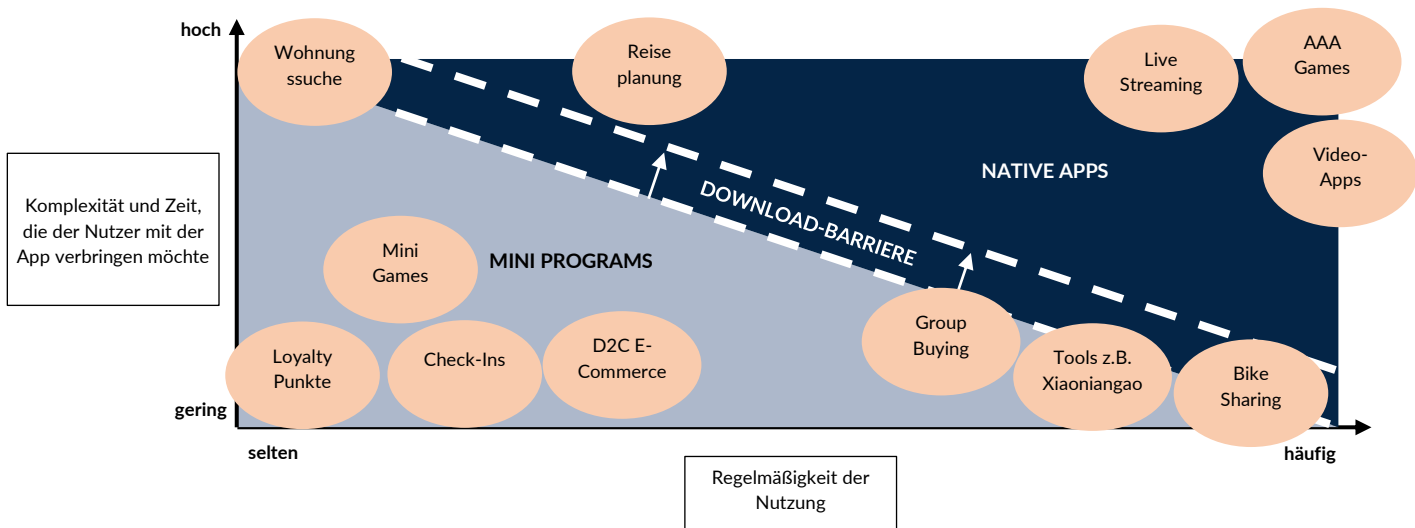 hoch
Wohnung
ssuche
Reise
planung
Live
Streaming
AAA
Games
Video-
Apps
NATIVE APPS
DOWNLOAD-BARRIERE
Komplexität und Zeit,
die der Nutzer mit der
App verbringen möchte
Mini
Games
MINI PROGRAMS
Loyalty
Punkte
Check-Ins
D2C E-
Commerce
Group
Buying
Tools z.B.
Xiaoniangao
Bike
Sharing
gering
selten
häufig
Regelmäßigkeit der
Nutzung